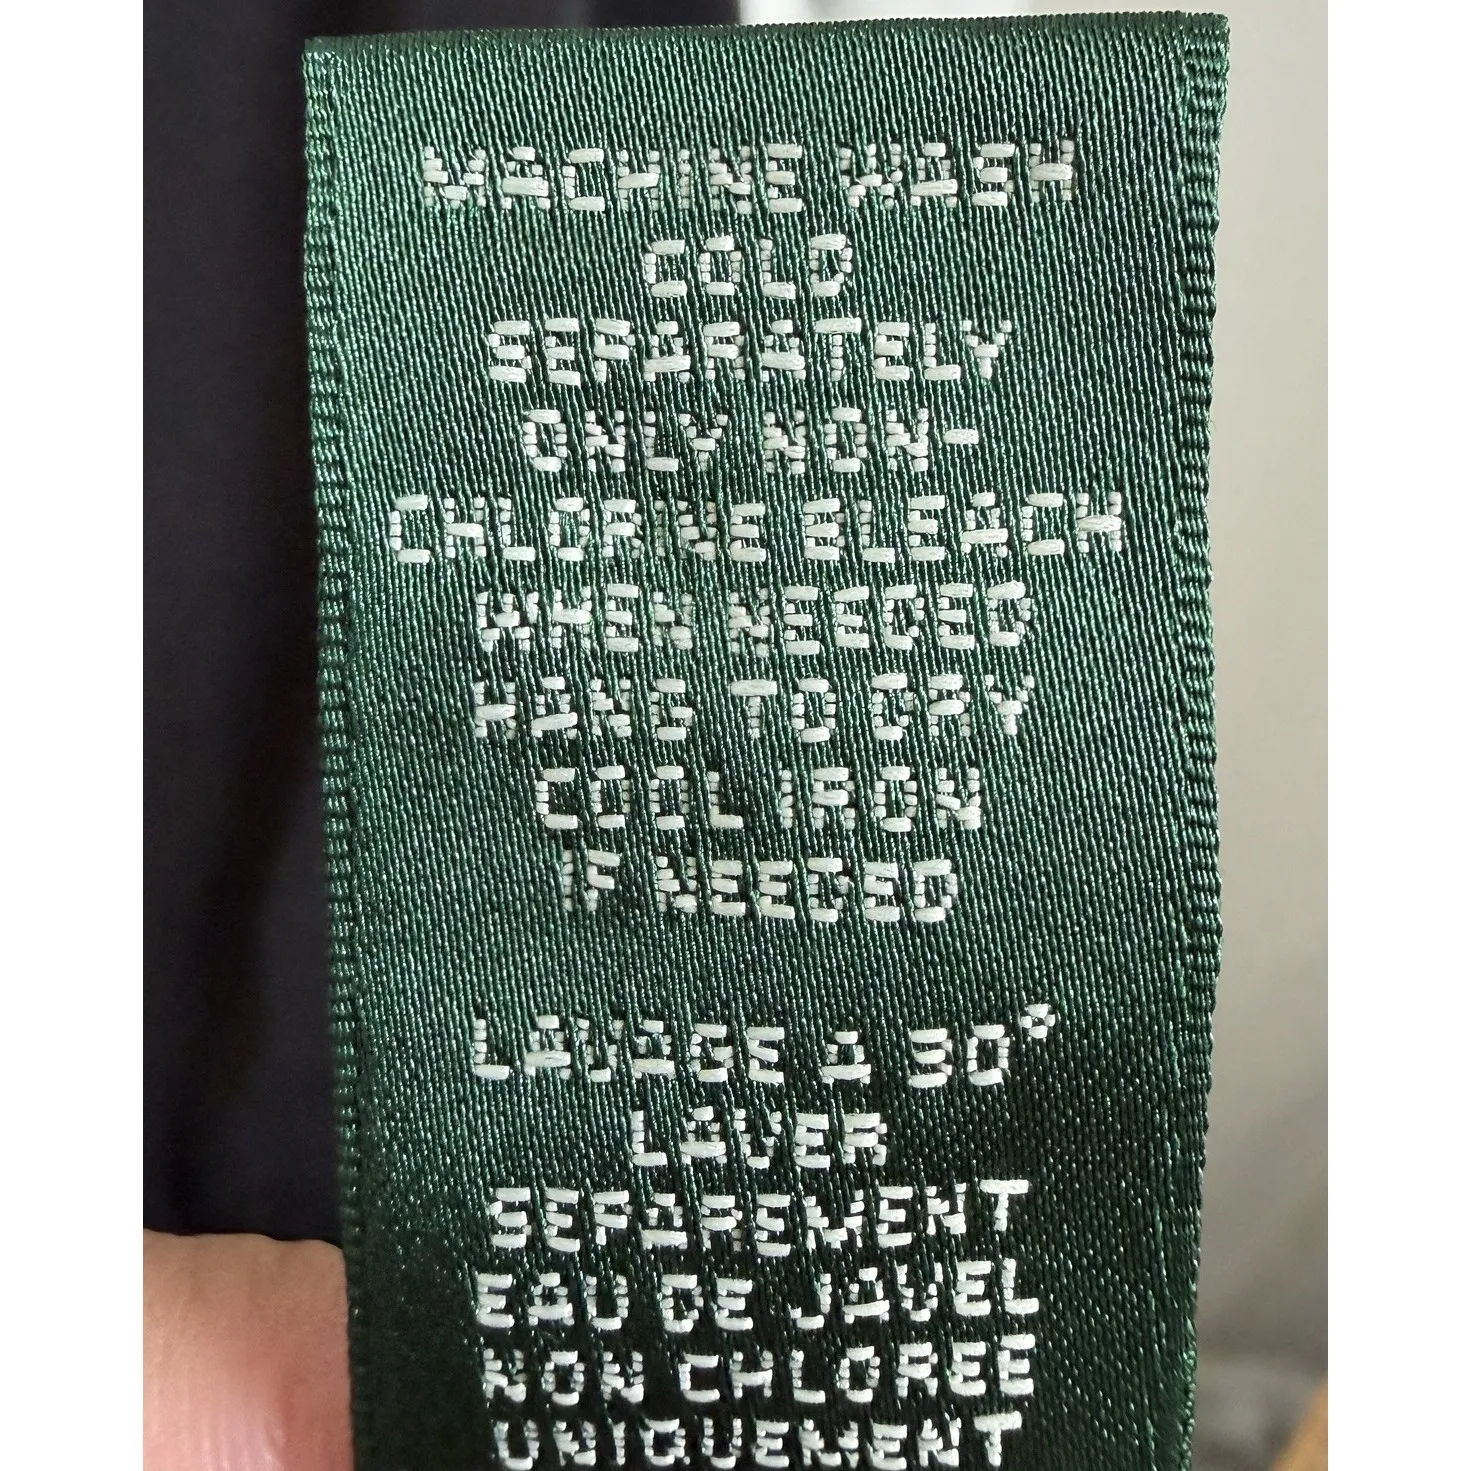 MACHINE WASH
COLD
SEPARATELY
ONLY NON-
CHLORINE BLEACH
WHEN NEEDED
HANG TO DRY
COOL IRON
IF NEEDED
LAVAGE A 30°
LAVER
SEPAREMENT
EAU DE JAVEL
NON CHLOREE
UNIQUEMENT